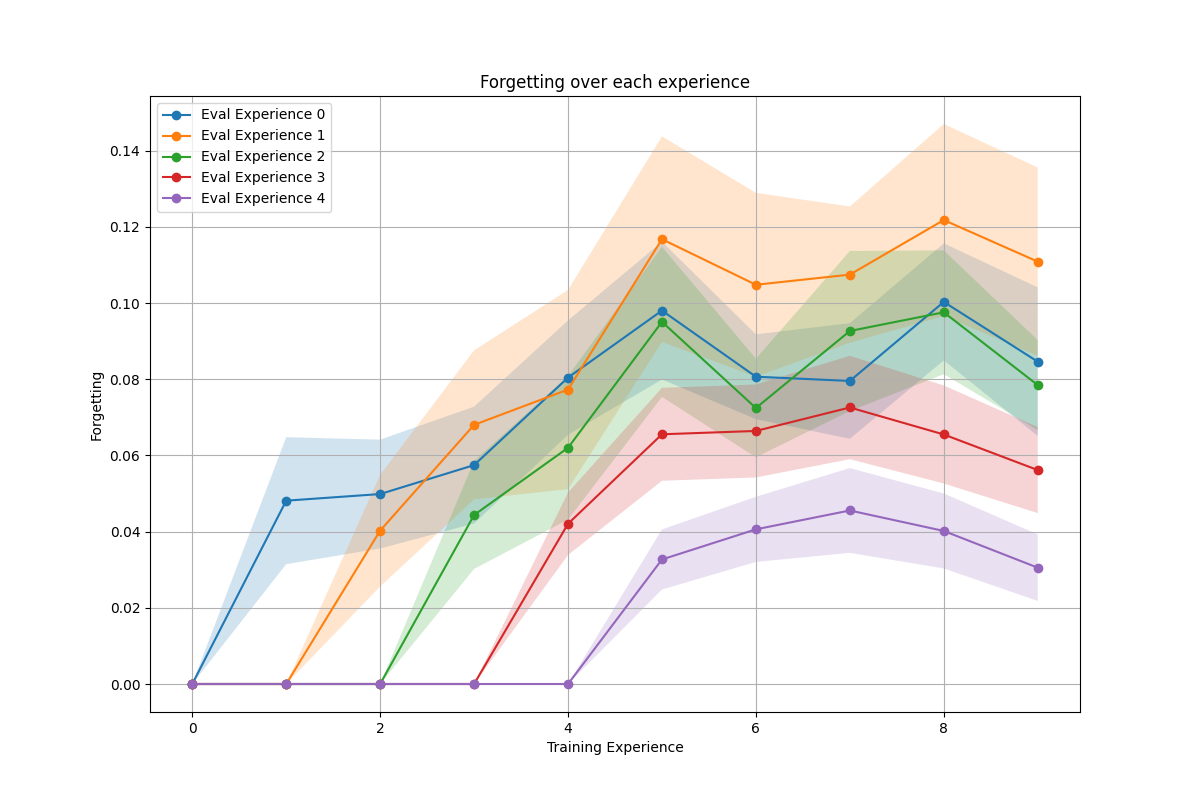 Forgetting over each experience
Eval Experience 0
Eval Experience 1
Eval Experience 2
Eval Experience 3
Eval Experience 4
Forgetting
0.14
0.12
0.10
0.08
0.06
0.04
0.02
0.00
0 2 4 6 8
Training Experience